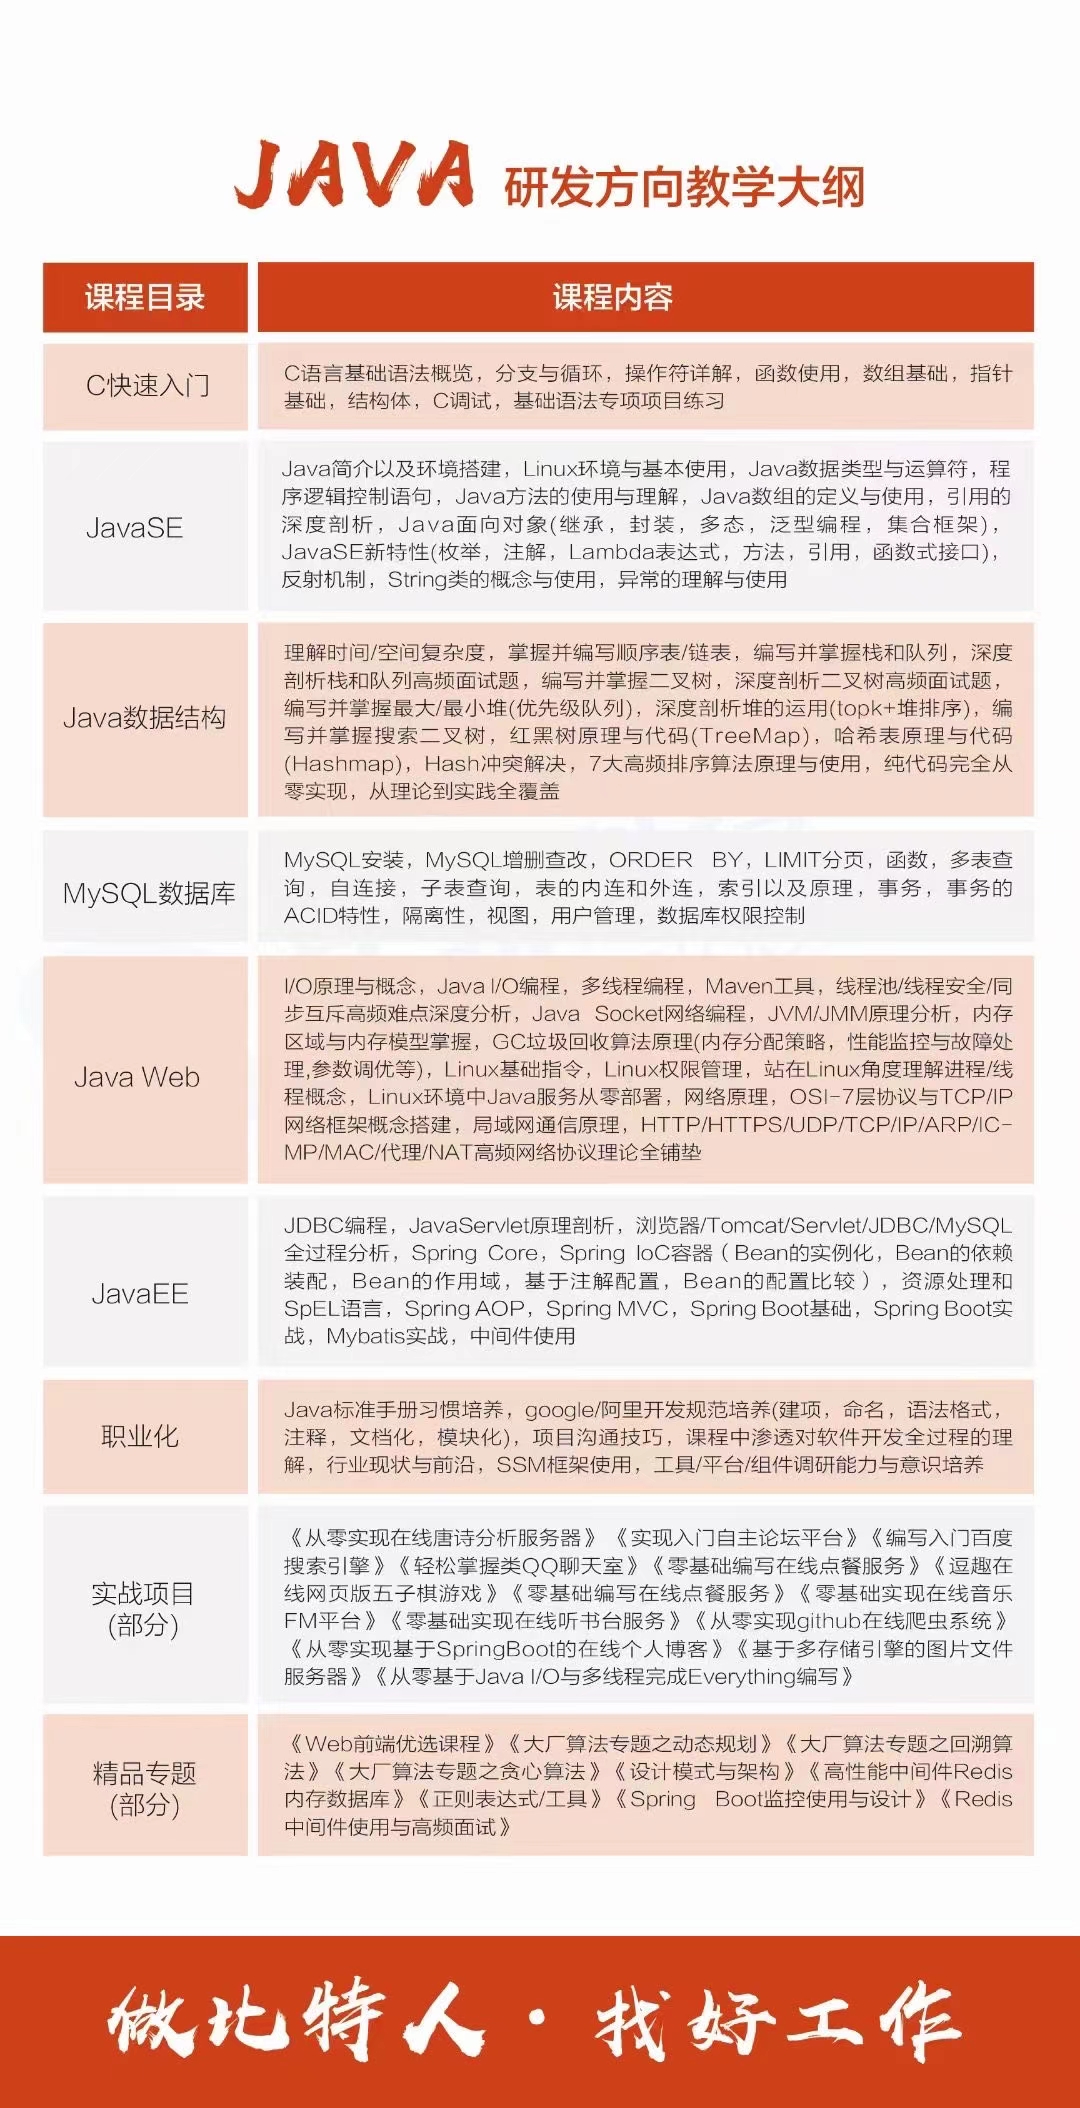 JAVA 研发方向教学大纲
课程目录
课程内容
C快速入门
C语言基础语法概览，分支与循环，操作符详解，函数使用，数组基础，指针
基础，结构体，C调试，基础语法专项项目练习
JavaSE
Java简介以及环境搭建，Linux环境与基本使用，Java数据类型与运算符，程
序逻辑控制语句，Java方法的使用与理解，Java数组的定义与使用，引用的
深度剖析，Java面向对象(继承，封装，多态，泛型编程，集合框架)，
JavaSE新特性(枚举，注解，Lambda表达式，方法，引用，函数式接口)，
反射机制，String类的概念与使用，异常的理解与使用
Java数据结构
理解时间/空间复杂度，掌握并编写顺序表/链表，编写并掌握栈和队列，深度
剖析栈和队列高频面试题，编写并掌握二叉树，深度剖析二叉树高频面试题，
编写并掌握最大/最小堆(优先级队列)，深度剖析堆的运用(topk+堆排序)，编
写并掌握搜索二叉树，红黑树原理与代码(TreeMap)，哈希表原理与代码
(Hashmap)，Hash冲突解决，7大高频排序算法原理与使用，纯代码完全从
零实现，从理论到实践全覆盖
MySQL数据库
MySQL安装，MySQL增删查改，ORDER BY，LIMIT分页，函数，多表查
询，自连接，子表查询，表的内连和外连，索引以及原理，事务，事务的
ACID特性，隔离性，视图，用户管理，数据库权限控制
Java Web
I/O原理与概念，Java I/O编程，多线程编程，Maven工具，线程池/线程安全/同
步互斥高频难点深度分析，Java Socket网络编程，JVM/JMM原理分析，内存
区域与内存模型掌握，GC垃圾回收算法原理(内存分配策略，性能监控与故障处
理,参数调优等)，Linux基础指令，Linux权限管理，站在Linux角度理解进程/线
程概念，Linux环境中Java服务从零部署，网络原理，OSI-7层协议与TCP/IP
网络框架概念搭建，局域网通信原理，HTTP/HTTPS/UDP/TCP/IP/ARP/IC-
MP/MAC/代理/NAT高频网络协议理论全铺垫
JavaEE
JDBC编程，JavaServlet原理剖析，浏览器/Tomcat/Servlet/JDBC/MySQL
全过程分析，Spring Core，Spring IoC容器（Bean的实例化，Bean的依赖
装配，Bean的作用域，基于注解配置，Bean的配置比较），资源处理和
SpEL语言，Spring AOP，Spring MVC，Spring Boot基础，Spring Boot实
战，Mybatis实战，中间件使用
职业化
Java标准手册习惯培养，google/阿里开发规范培养(建项，命名，语法格式，
注释，文档化，模块化)，项目沟通技巧，课程中渗透对软件开发全过程的理
解，行业现状与前沿，SSM框架使用，工具/平台/组件调研能力与意识培养
实战项目
(部分)
《从零实现在线唐诗分析服务器》《实现入门自主论坛平台》《编写入门百度
搜索引擎》《轻松掌握类QQ聊天室》《零基础编写在线点餐服务》《逗趣在
线网页版五子棋游戏》《零基础编写在线点餐服务》《零基础实现在线音乐
FM平台》《零基础实现在线听书台服务》《从零实现github在线爬虫系统》
《从零实现基于SpringBoot的在线个人博客》《基于多存储引擎的图片文件
服务器》《从零基于Java I/O与多线程完成Everything编写》
精品专题
(部分)
《Web前端优选课程》《大厂算法专题之动态规划》《大厂算法专题之回溯算
法》《大厂算法专题之贪心算法》《设计模式与架构》《高性能中间件Redis
内存数据库》《正则表达式/工具》《Spring Boot监控使用与设计》《Redis
中间件使用与高频面试》
做比特人·找好工作